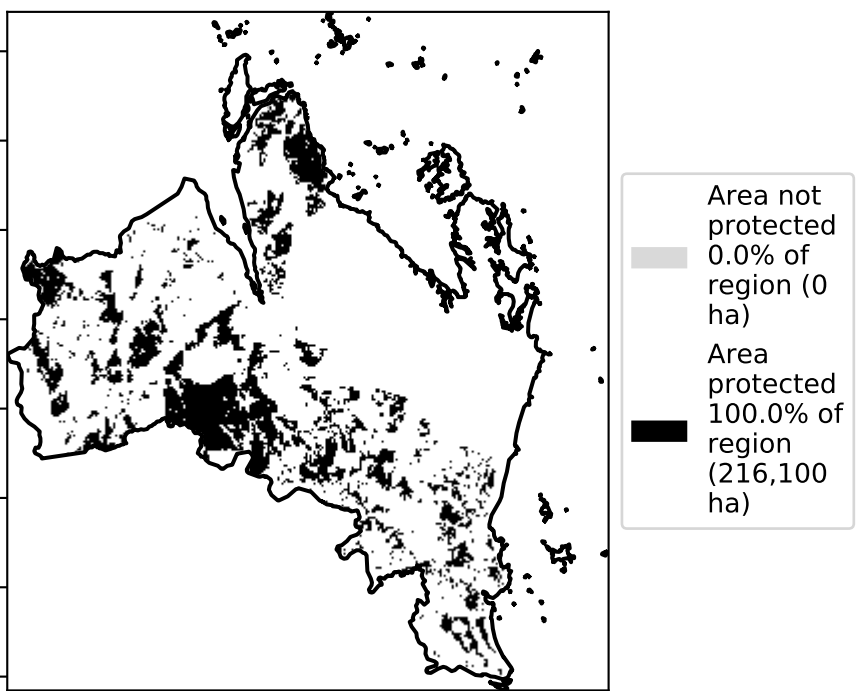 Area not
protected
0.0% of
region (0
ha)
Area
protected
100.0% of
region
(216,100
ha)